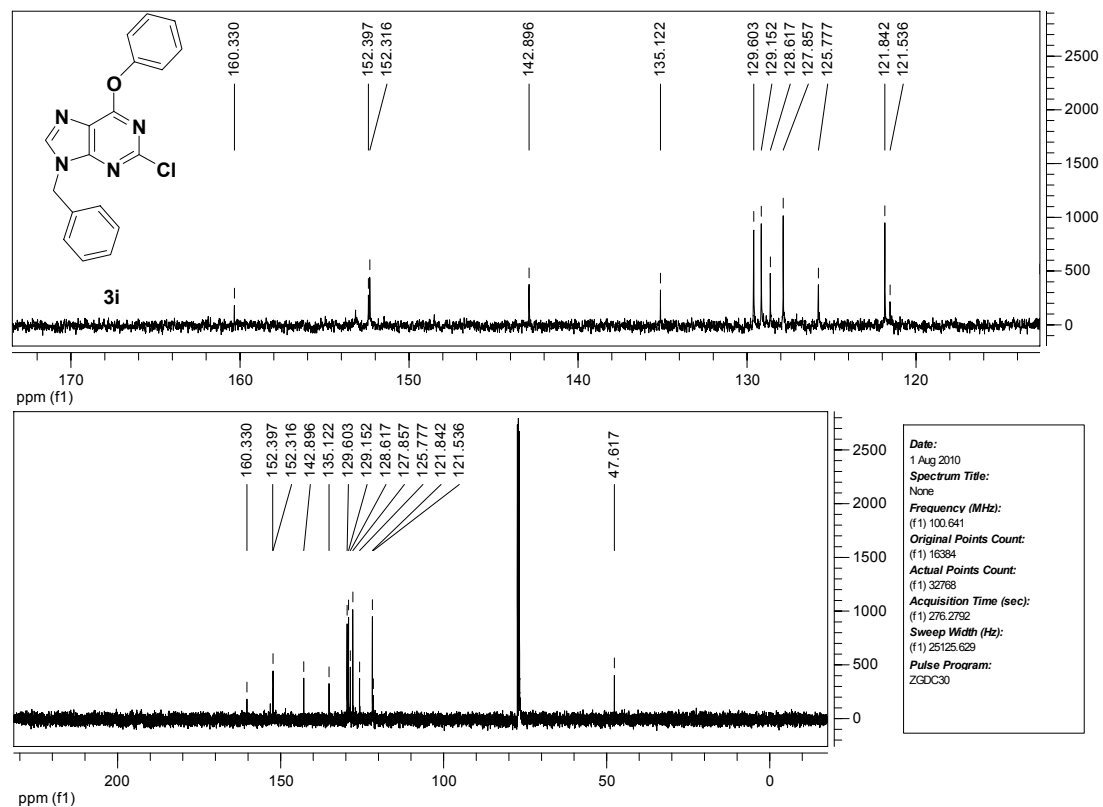 160.330
152.397
152.316
142.896
135.122
129.603
129.152
128.617
127.857
125.777
121.842
121.536
O
N
N
N
N
Cl
3i
2500
2000
1500
1000
500
0
170 160 150 140 130 120
ppm (f1)
160.330
152.397
152.316
142.896
135.122
129.603
129.152
128.617
127.857
125.777
121.842
121.536
47.617
2500
2000
1500
1000
500
0
200 150 100 50 0
ppm (f1)
Date:
1 Aug 2010
Spectrum Title:
None
Frequency (MHz):
(f1) 100.641
Original Points Count:
(f1) 16384
Actual Points Count:
(f1) 32768
Acquisition Time (sec):
(f1) 276.2792
Sweep Width (Hz):
(f1) 25125.629
Pulse Program:
ZGDC30